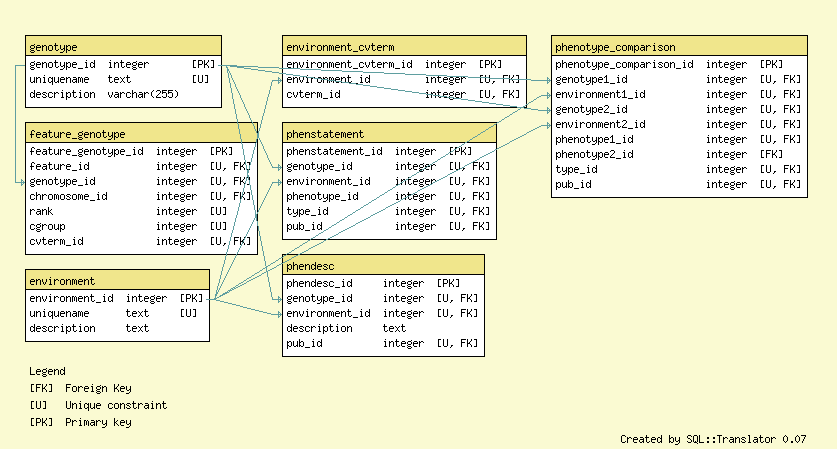 genotype
genotype_id integer [PK]
uniquename text [U]
description varchar(255)
feature_genotype
feature_genotype_id integer [PK]
feature_id integer [U, FK]
genotype_id integer [U, FK]
chromosome_id integer [U, FK]
rank integer [U]
cgroup integer [U]
cvterm_id integer [U, FK]
environment
environment_id integer [PK]
uniquename text [U]
description text
environment_cvterm
environment_cvterm_id integer [PK]
environment_id integer [U, FK]
cvterm_id integer [U, FK]
phenstatement
phenstatement_id integer [PK]
genotype_id integer [U, FK]
environment_id integer [U, FK]
phenotype_id integer [U, FK]
type_id integer [U, FK]
pub_id integer [U, FK]
phendesc
phendesc_id integer [PK]
genotype_id integer [U, FK]
environment_id integer [U, FK]
description text
pub_id integer [U, FK]
phenotype_comparison
phenotype_comparison_id integer [PK]
genotype1_id integer [U, FK]
environment1_id integer [U, FK]
genotype2_id integer [U, FK]
environment2_id integer [U, FK]
phenotype1_id integer [U, FK]
phenotype2_id integer [FK]
type_id integer [U, FK]
pub_id integer [U, FK]
Legend
[FK] Foreign Key
[U] Unique constraint
[PK] Primary key
Created by SQL::Translator 0.07